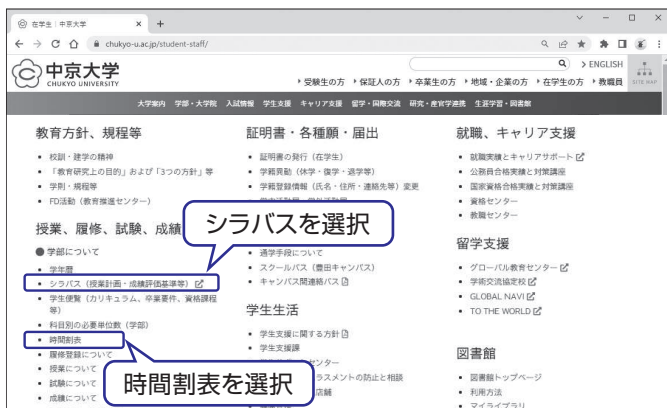 在学生｜中京大学
chukyo-u.ac.jp/student-staff/
中京大学
CHUKYO UNIVERSITY
ENGLISH
受験生の方 保証人の方 卒業生の方 地域・企業の方 在学生の方 教職員
SITE MAP
大学案内 学部・大学院 入試情報 学生支援 キャリア支援 留学・国際交流 研究・産官学連携 生涯学習・図書館
教育方針、規程等
• 校訓・建学の精神
• 「教育研究上の目的」および「3つの方針」等
• 学則・規程等
• FD活動（教育推進センター）
授業、履修、試験、成績
●学部について
• 学年暦
• シラバス（授業計画・成績評価基準等）
• 学生便覧（カリキュラム、卒業要件、資格課程等）
• 科目別の必要単位数（学部）
• 時間割表
• 履修登録について
• 授業について
• 試験について
• 成績について
シラバスを選択
時間割表を選択
証明書・各種願・届出
• 証明書の発行（在学生）
• 学籍異動（休学・復学・退学等）
• 学籍登録情報（氏名・住所・連絡先等）変更
• 通学手段について
• スクールバス（豊田キャンパス）
• キャンパス間連絡バス
学生生活
• 学生支援に関する方針
• 学生支援課
センター
ラスメントの防止と相談
店舗
就職、キャリア支援
• 就職実績とキャリアサポート
• 公務員合格実績と対策講座
• 国家資格合格実績と対策講座
• 資格センター
• 教職センター
留学支援
• グローバル教育センター
• 学術交流協定校
• GLOBAL NAVI
• TO THE WORLD
図書館
• 図書館トップページ
• 利用方法
• マイライブラリ